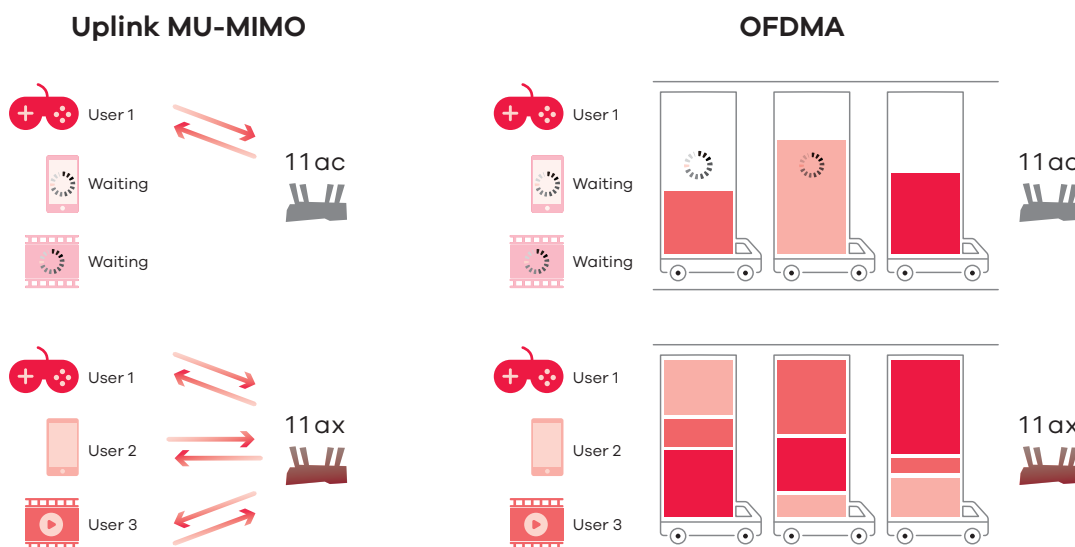 Uplink MU-MIMO
User 1
Waiting
Waiting
11ac
User 1
User 2
User 3
11ax
OFDMA
User 1
Waiting
Waiting
11ac
User 1
User 2
User 3
11ax